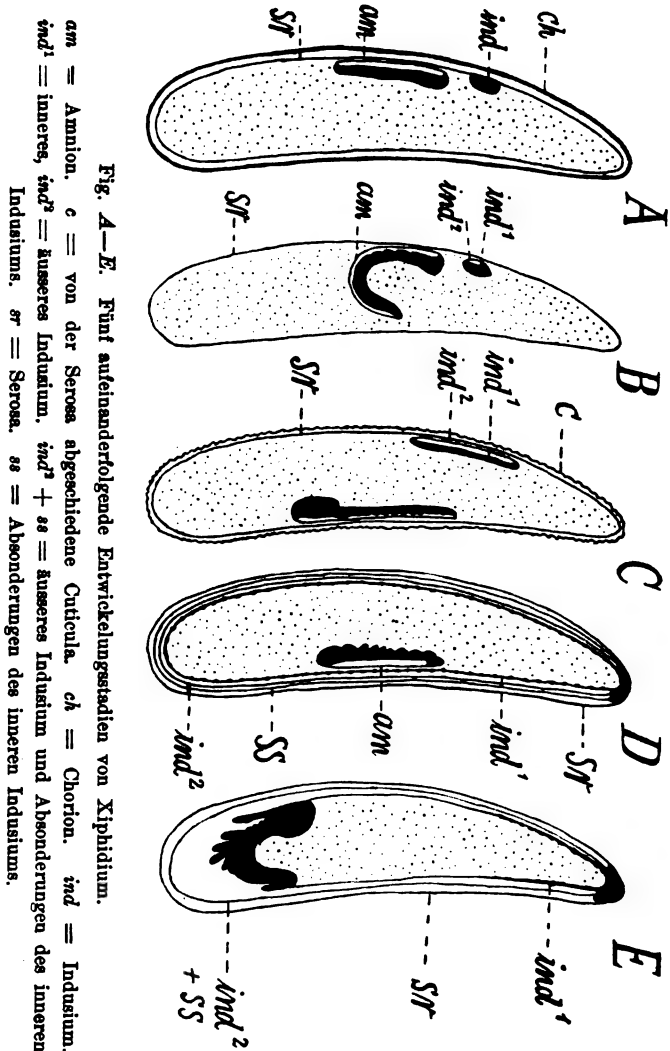 A
ch
ind
am
Sr
B
ind¹
ind²
am
Sr
C
c
ind¹
ind²
Sr
D
Sr
ind¹
am
SS
ind²
E
ind¹
Sr
ind²
+ SS
Fig. A—E. Fünf aufeinanderfolgende Entwickelungsstadien von Xiphidium.
am = Amnion. c = von der Serosa abgeschiedene Cuticula. ch = Chorion. ind = Indusium.
ind¹ = inneres, ind² = äusseres Indusium. ind² + ss = äusseres Indusium und Absonderungen des inneren
Indusiums. sr = Serosa. ss = Absonderungen des inneren Indusiums.